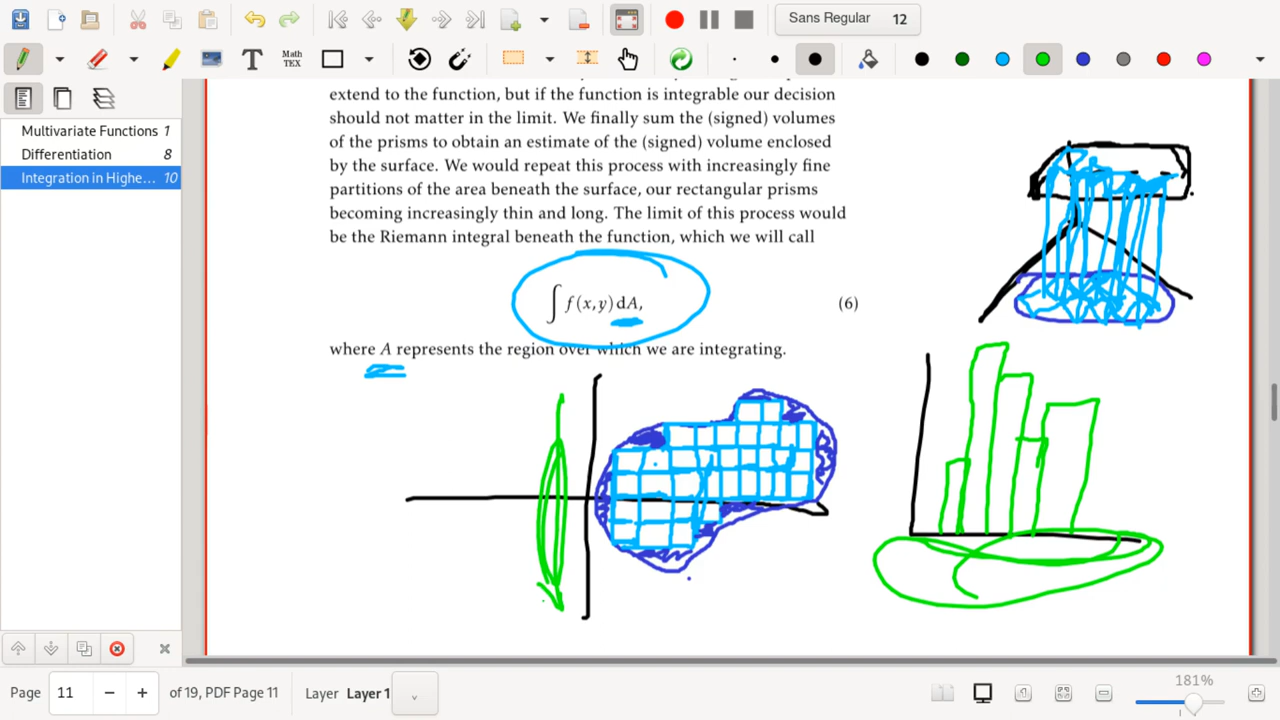 Sans Regular 12
Math
TEX
Multivariate Functions 1
Differentiation 8
Integration in Highe... 10
extend to the function, but if the function is integrable our decision
should not matter in the limit. We finally sum the (signed) volumes
of the prisms to obtain an estimate of the (signed) volume enclosed
by the surface. We would repeat this process with increasingly fine
partitions of the area beneath the surface, our rectangular prisms
becoming increasingly thin and long. The limit of this process would
be the Riemann integral beneath the function, which we will call
∫ f(x,y) dA, (6)
where A represents the region over which we are integrating.
Page 11 of 19, PDF Page 11 Layer Layer 1 181%